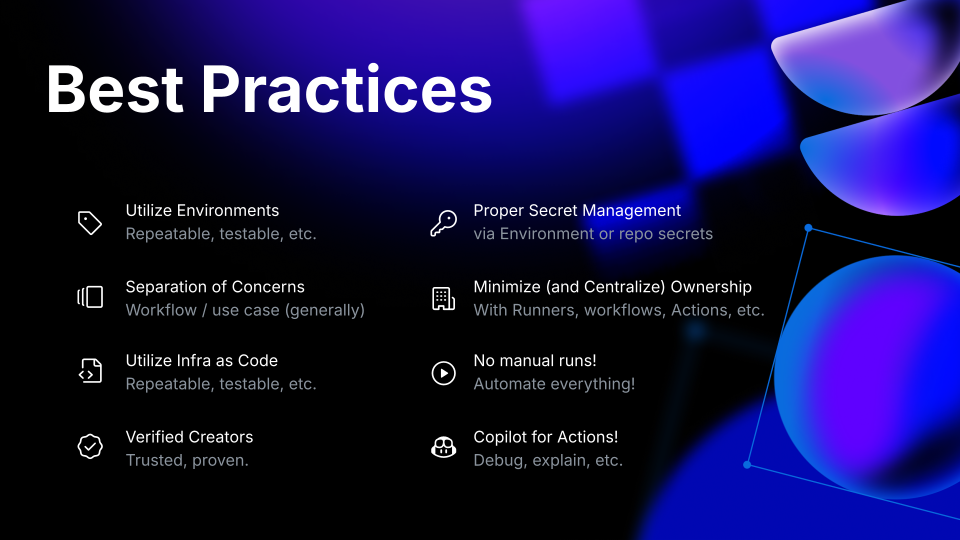 Best Practices
Utilize Environments
Repeatable, testable, etc.
Separation of Concerns
Workflow / use case (generally)
Utilize Infra as Code
Repeatable, testable, etc.
Verified Creators
Trusted, proven.
Proper Secret Management
via Environment or repo secrets
Minimize (and Centralize) Ownership
With Runners, workflows, Actions, etc.
No manual runs!
Automate everything!
Copilot for Actions!
Debug, explain, etc.